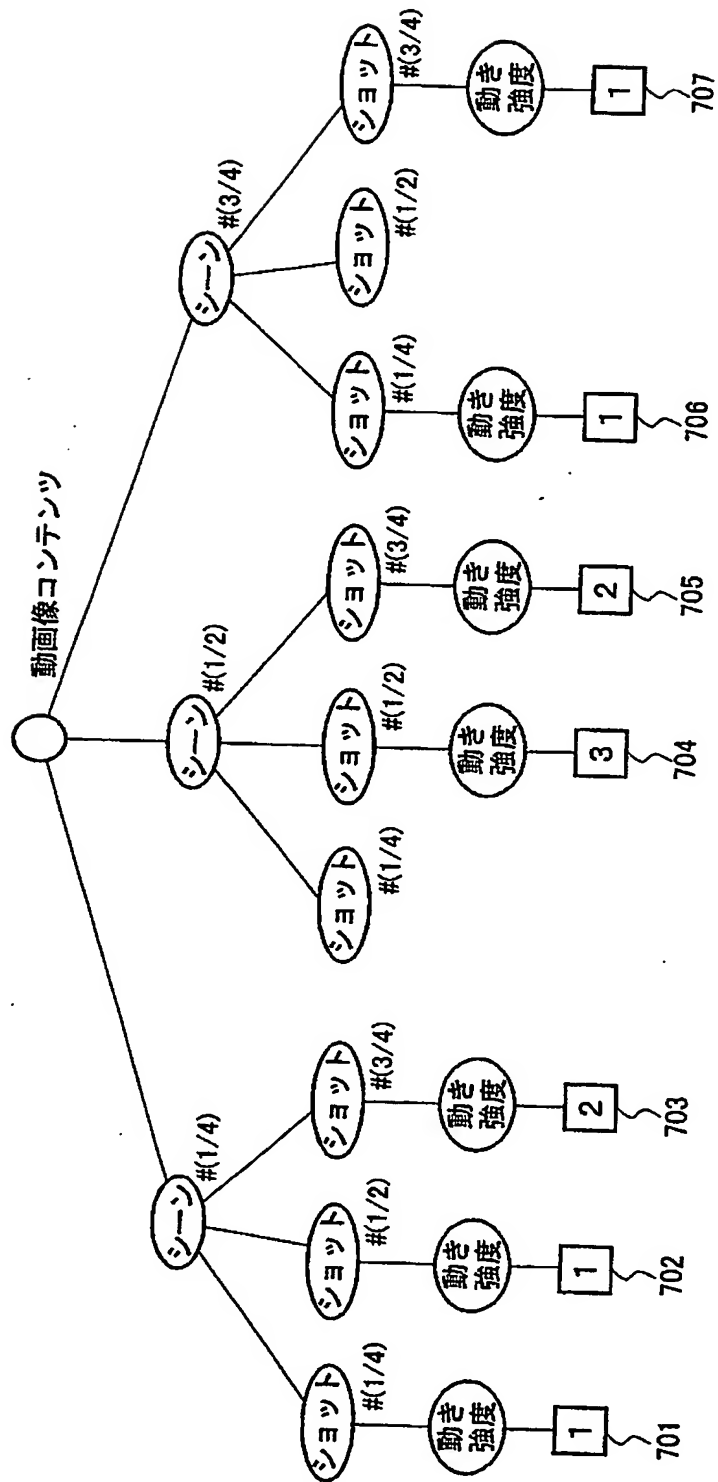 動画像コンテンツ
シーン
#(1/4)
シーン
#(1/2)
シーン
#(3/4)
ショット
#(1/4)
ショット
#(1/2)
ショット
#(3/4)
ショット
#(1/4)
ショット
#(1/2)
ショット
#(3/4)
ショット
#(1/4)
ショット
#(1/2)
ショット
#(3/4)
動き
強度
動き
強度
動き
強度
動き
強度
動き
強度
動き
強度
動き
強度
1
1
2
3
2
1
1
701
702
703
704
705
706
707